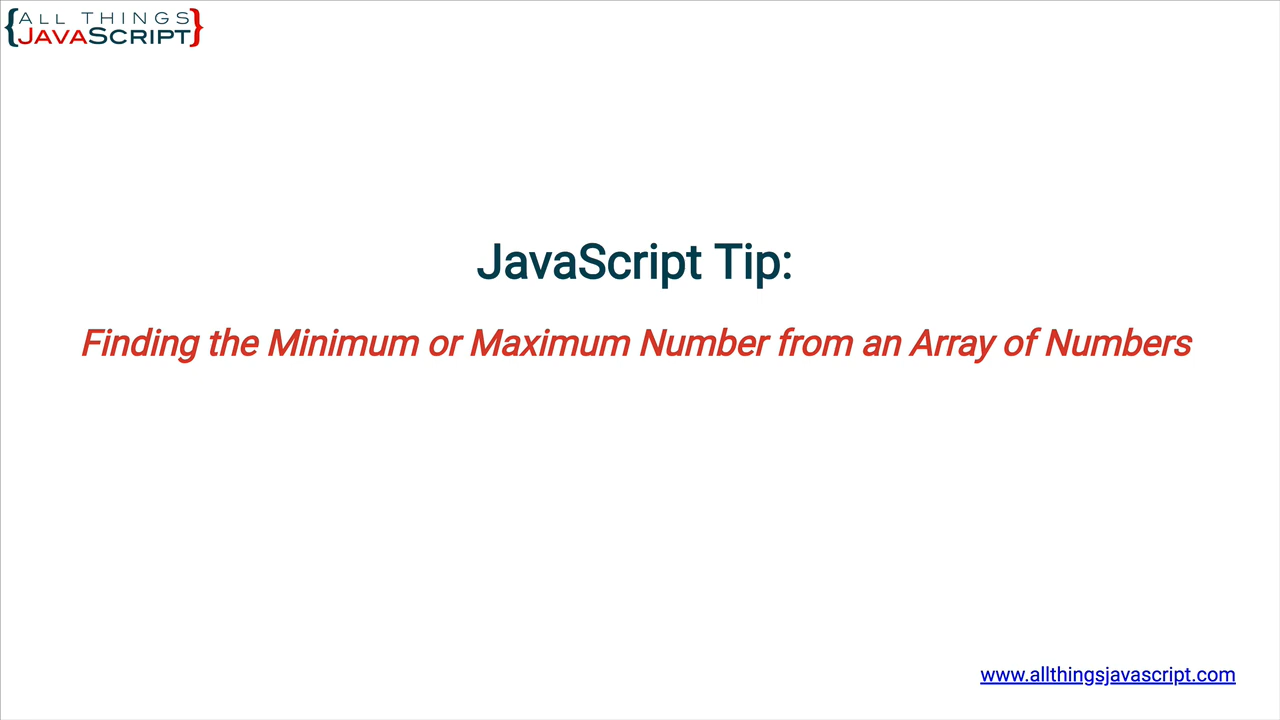 {ALL THINGS
JAVASCRIPT}
JavaScript Tip:
Finding the Minimum or Maximum Number from an Array of Numbers
www.allthingsjavascript.com